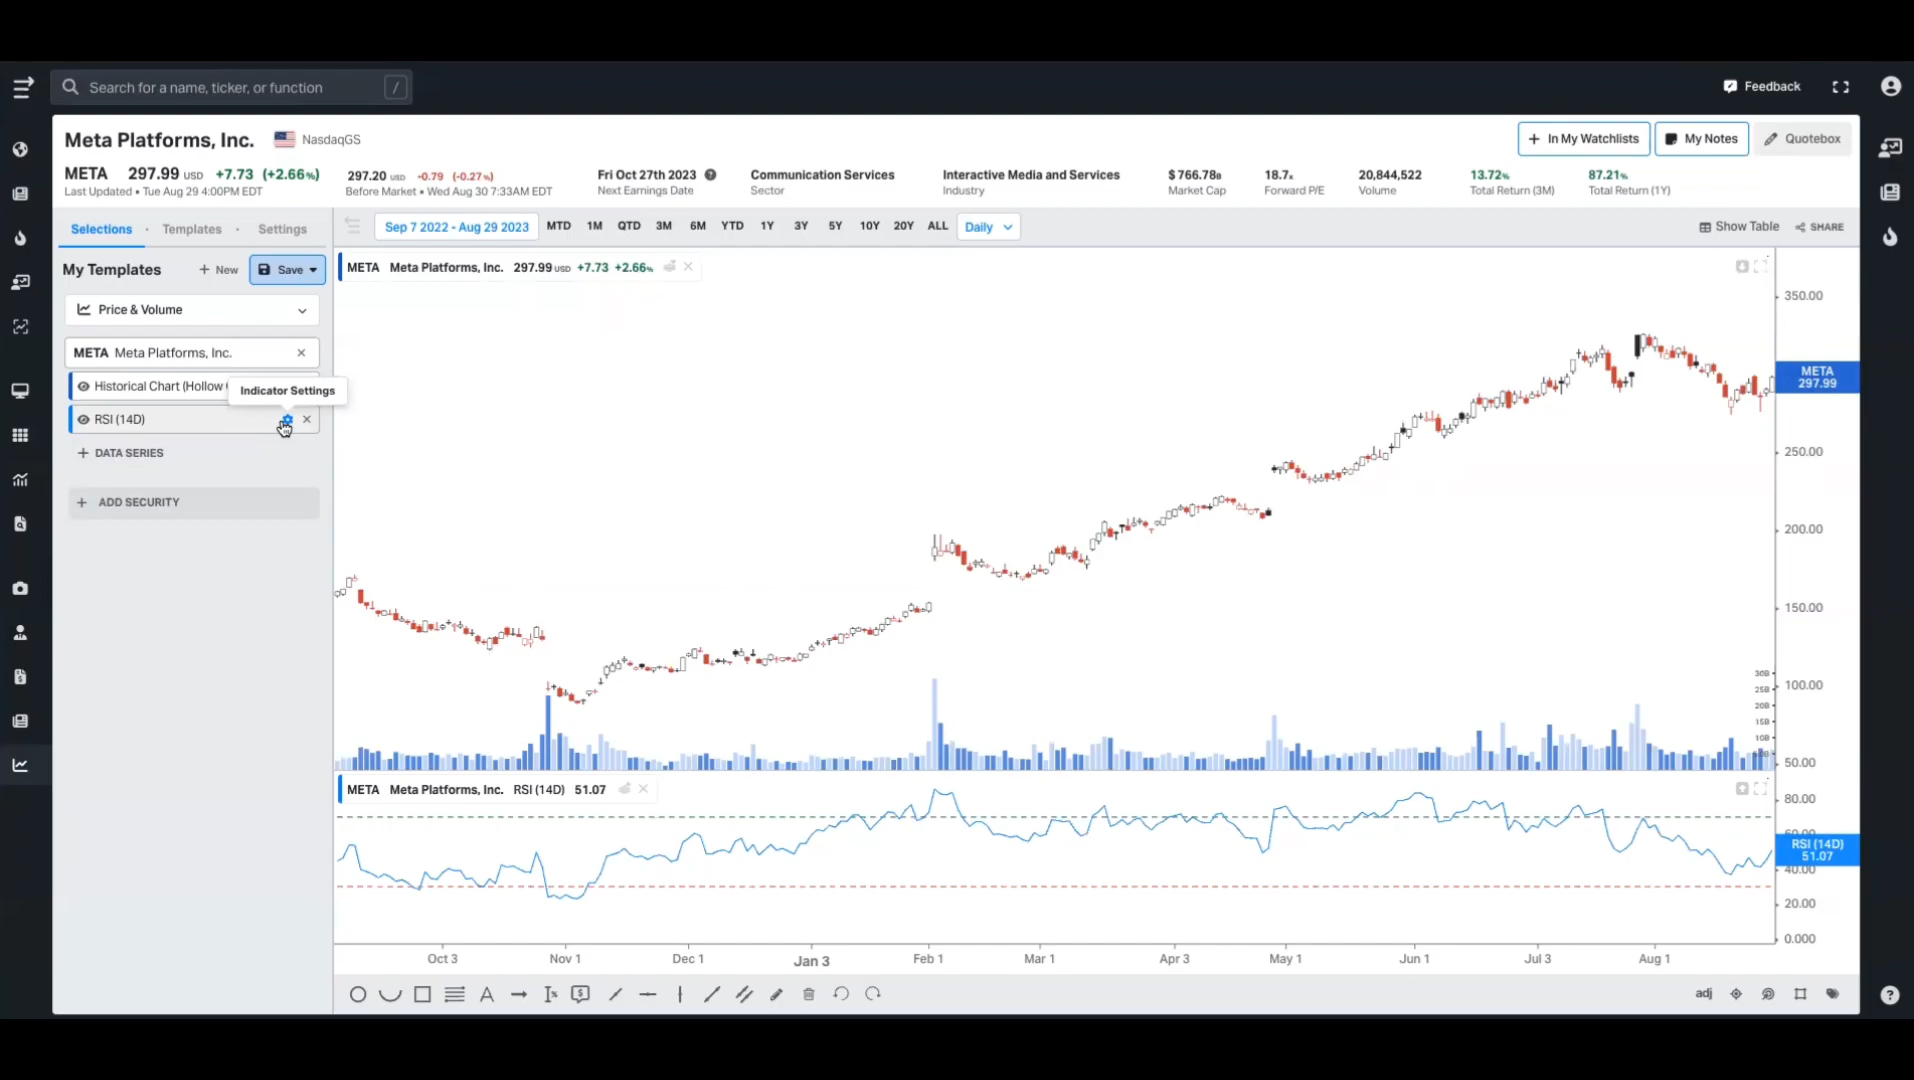 Search for a name, ticker, or function /
Feedback
Meta Platforms, Inc. NasdaqGS
+ In My Watchlists My Notes Quotebox
META 297.99 USD +7.73 (+2.66%)
Last Updated • Tue Aug 29 4:00PM EDT
297.20 USD -0.79 (-0.27%)
Before Market • Wed Aug 30 7:33AM EDT
Fri Oct 27th 2023
Next Earnings Date
Communication Services
Sector
Interactive Media and Services
Industry
$766.78B
Market Cap
18.7x
Forward P/E
20,844,522
Volume
13.72%
Total Return (3M)
87.21%
Total Return (1Y)
Selections · Templates · Settings
Sep 7 2022 - Aug 29 2023 MTD 1M QTD 3M 6M YTD 1Y 3Y 5Y 10Y 20Y ALL Daily
Show Table SHARE
My Templates + New Save
Price & Volume
META Meta Platforms, Inc.
Historical Chart (Hollow
Indicator Settings
RSI (14D)
+ DATA SERIES
+ ADD SECURITY
META Meta Platforms, Inc. 297.99 USD +7.73 +2.66%
350.00
META
297.99
250.00
200.00
150.00
30B
25B
100.00
20B
15B
10B
50.00
META Meta Platforms, Inc. RSI (14D) 51.07
80.00
60.00
RSI (14D)
51.07
40.00
20.00
0.000
Oct 3 Nov 1 Dec 1 Jan 3 Feb 1 Mar 1 Apr 3 May 1 Jun 1 Jul 3 Aug 1
A $ adj ?